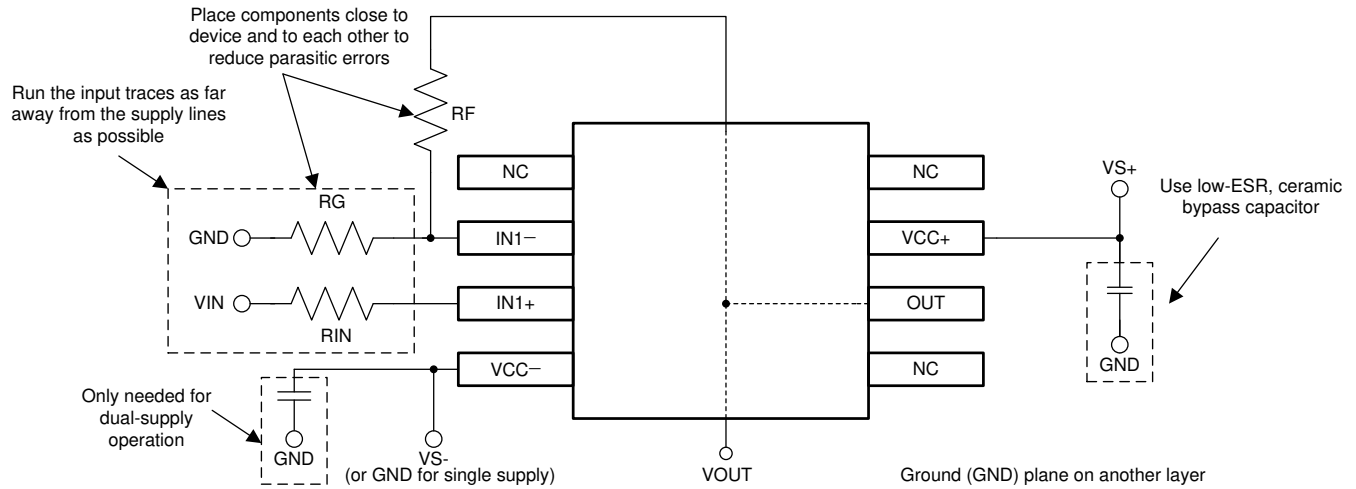 Place components close to
device and to each other to
reduce parasitic errors
Run the input traces as far
away from the supply lines
as possible
RF
NC
NC
VS+
Use low-ESR, ceramic
bypass capacitor
RG
GND
IN1−
VCC+
VIN
IN1+
OUT
RIN
VCC−
NC
GND
Only needed for
dual-supply
operation
GND
VS-
(or GND for single supply)
VOUT
Ground (GND) plane on another layer